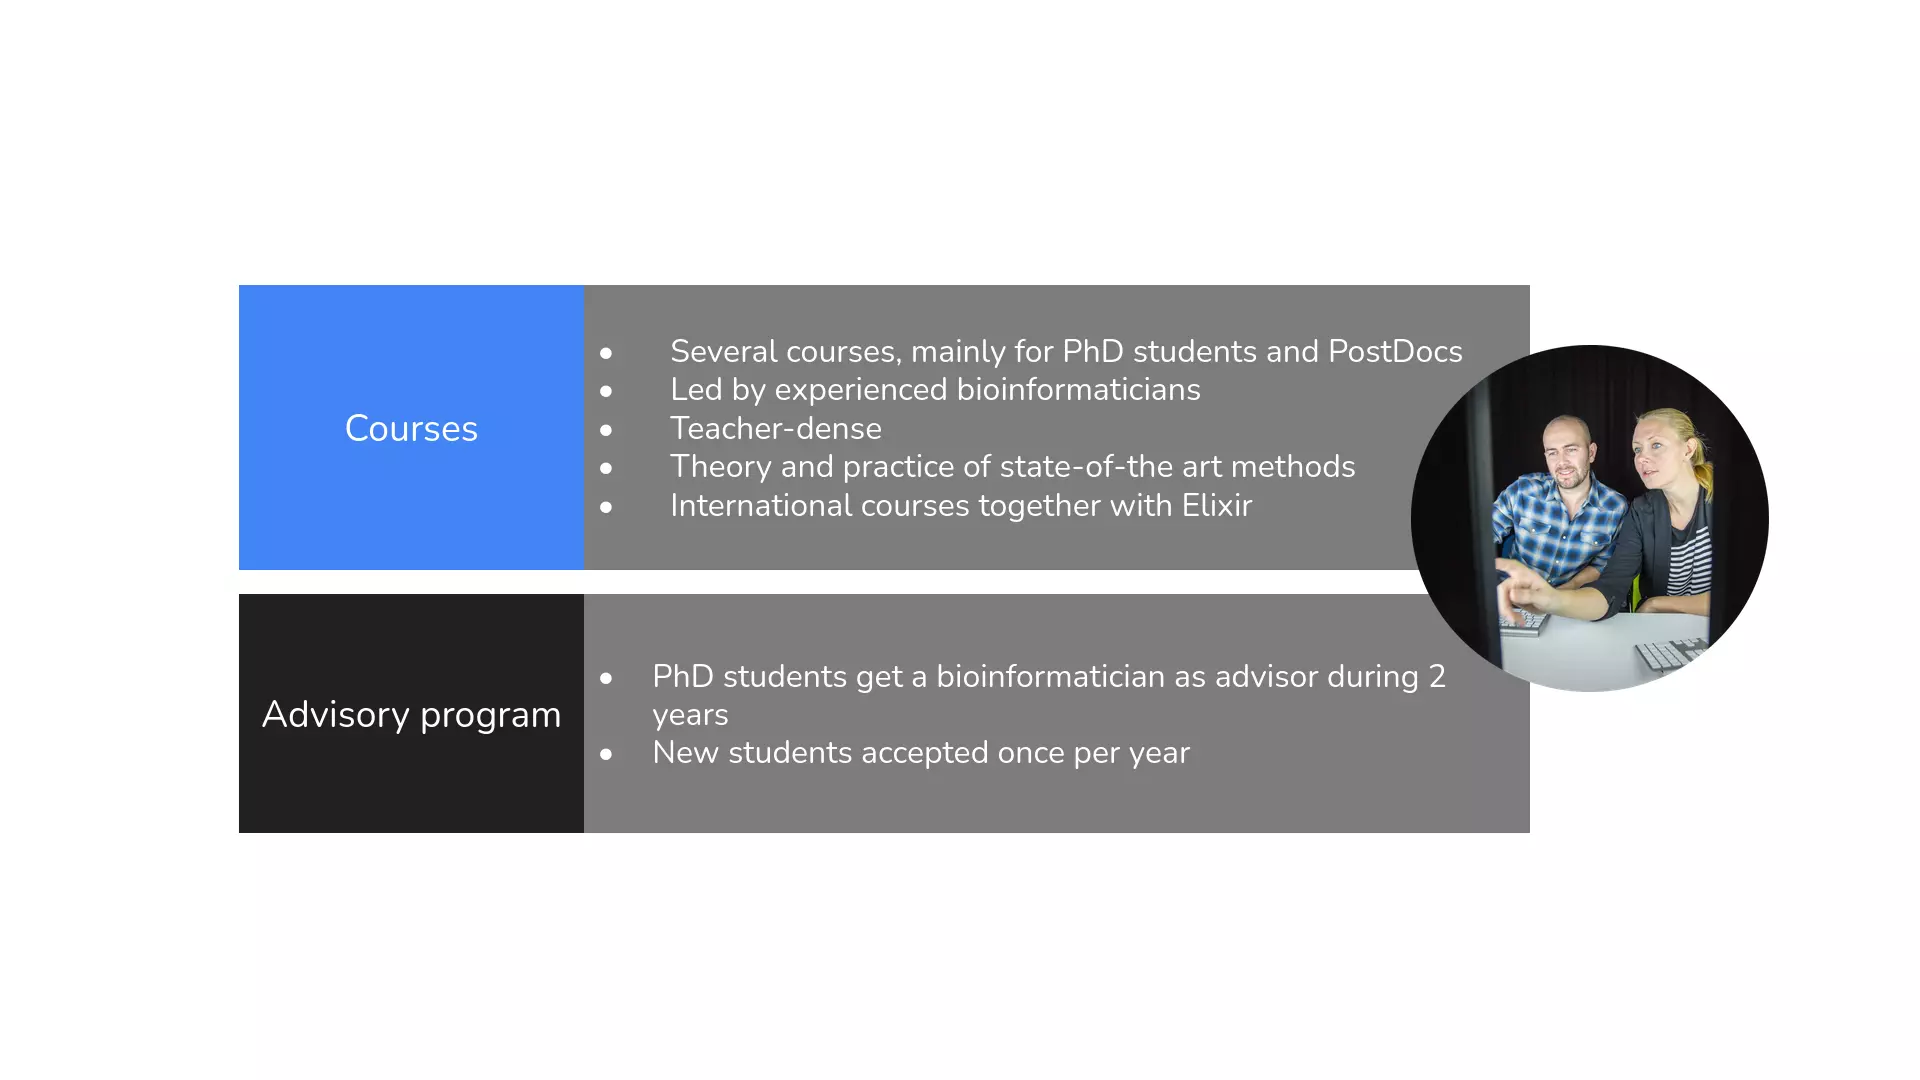 Courses
• Several courses, mainly for PhD students and PostDocs
• Led by experienced bioinformaticians
• Teacher-dense
• Theory and practice of state-of-the art methods
• International courses together with Elixir
Advisory program
• PhD students get a bioinformatician as advisor during 2
years
• New students accepted once per year